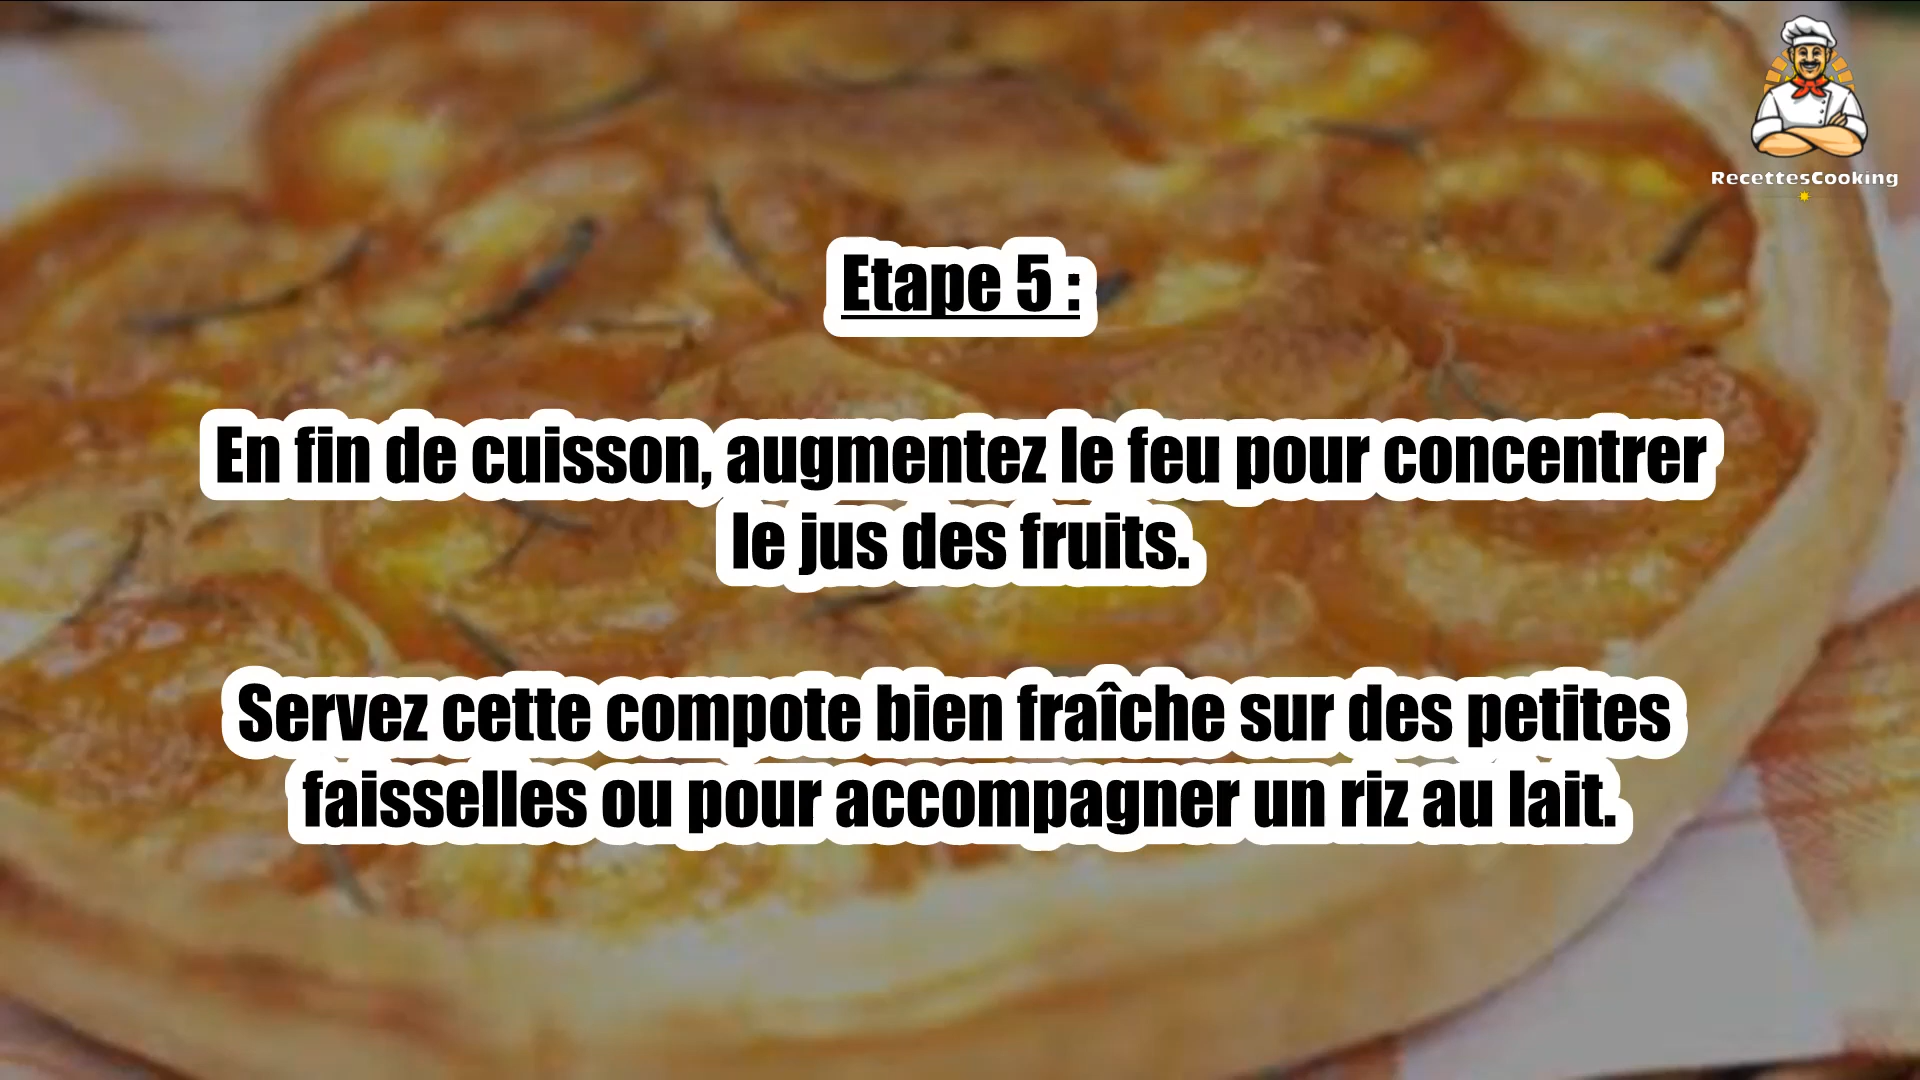 RecettesCooking
Etape 5 :
En fin de cuisson, augmentez le feu pour concentrer
le jus des fruits.
Servez cette compote bien fraîche sur des petites
faisselles ou pour accompagner un riz au lait.